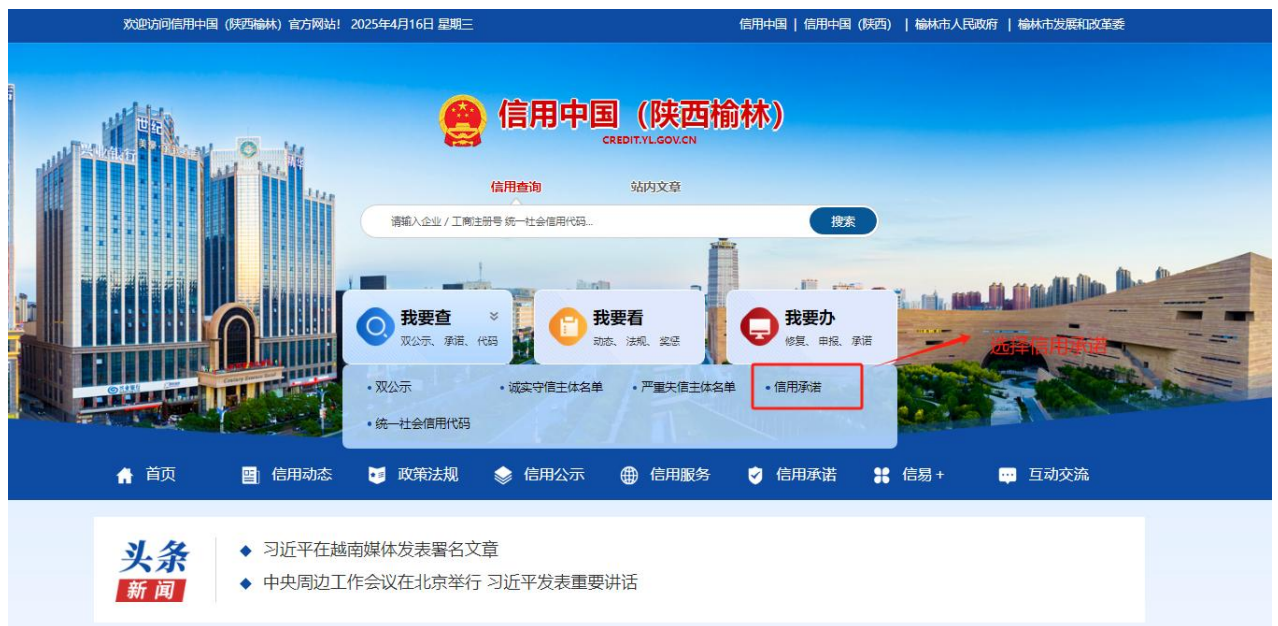 欢迎访问信用中国（陕西榆林）官方网站！ 2025年4月16日 星期三
信用中国 | 信用中国（陕西） | 榆林市人民政府 | 榆林市发展和改革委
信用中国（陕西榆林）
CREDIT.YL.GOV.CN
信用查询 站内文章
请输入企业 / 工商注册号 统一社会信用代码...
搜索
我要查
双公示、承诺、代码
我要看
动态、法规、奖惩
我要办
修复、申报、承诺
选择信用承诺
• 双公示 • 诚实守信主体名单 • 严重失信主体名单 • 信用承诺
• 统一社会信用代码
首页 信用动态 政策法规 信用公示 信用服务 信用承诺 信易+ 互动交流
头条
新闻
◆ 习近平在越南媒体发表署名文章
◆ 中央周边工作会议在北京举行 习近平发表重要讲话